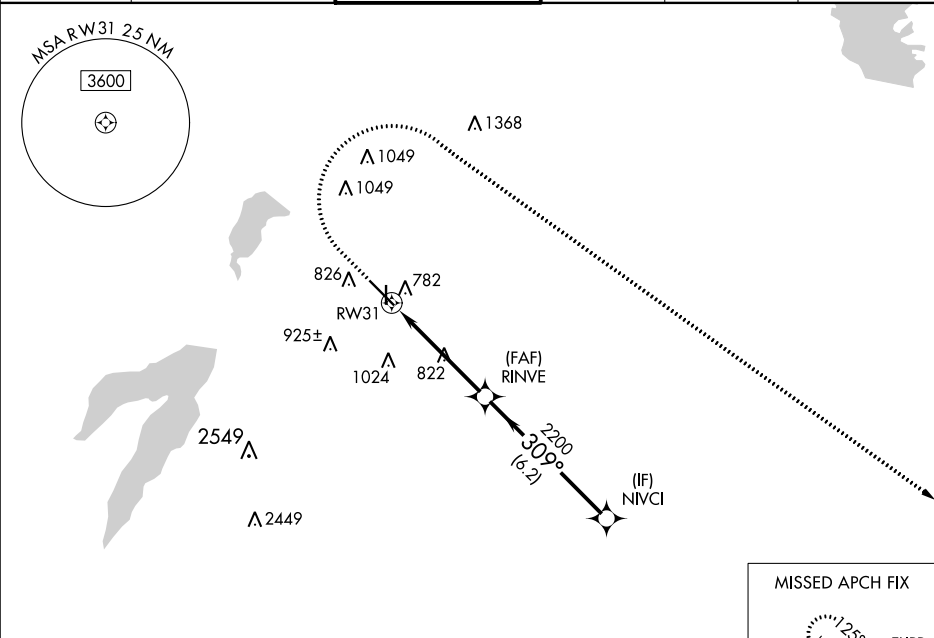 MSA RW31 25 NM
3600
1368
1049
1049
826
782
RW31
925±
1024
822
(FAF)
RINVE
2200
309°
(6.2)
2549
(IF)
NIVCI
2449
MISSED APCH FIX
125°